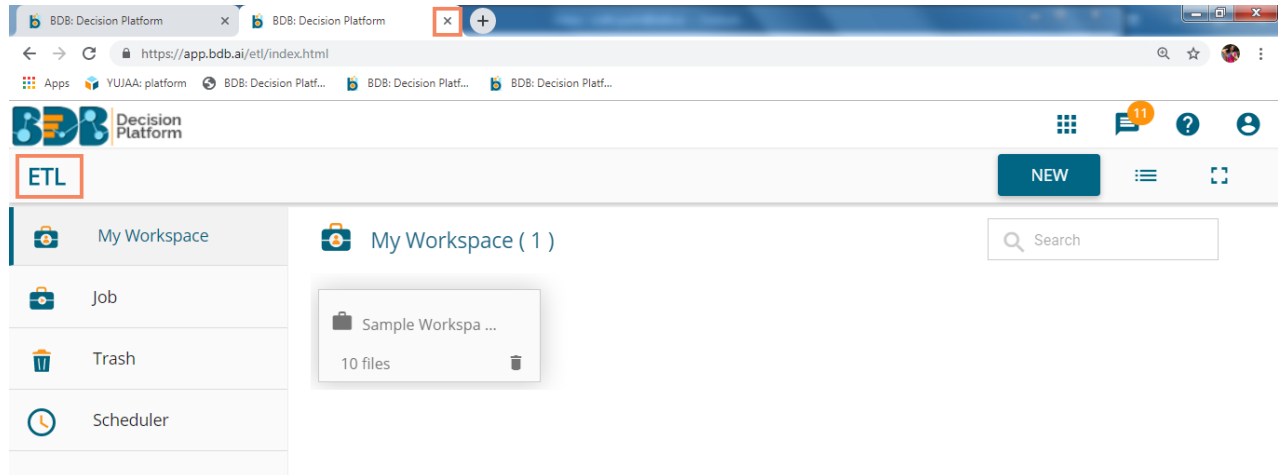 BDB: Decision Platform
BDB: Decision Platform
https://app.bdb.ai/etl/index.html
Apps YUJAA: platform BDB: Decision Platf... BDB: Decision Platf... BDB: Decision Platf...
BDB Decision
Platform
11
ETL
NEW
My Workspace
My Workspace ( 1 )
Search
Job
Sample Workspa ...
10 files
Trash
Scheduler